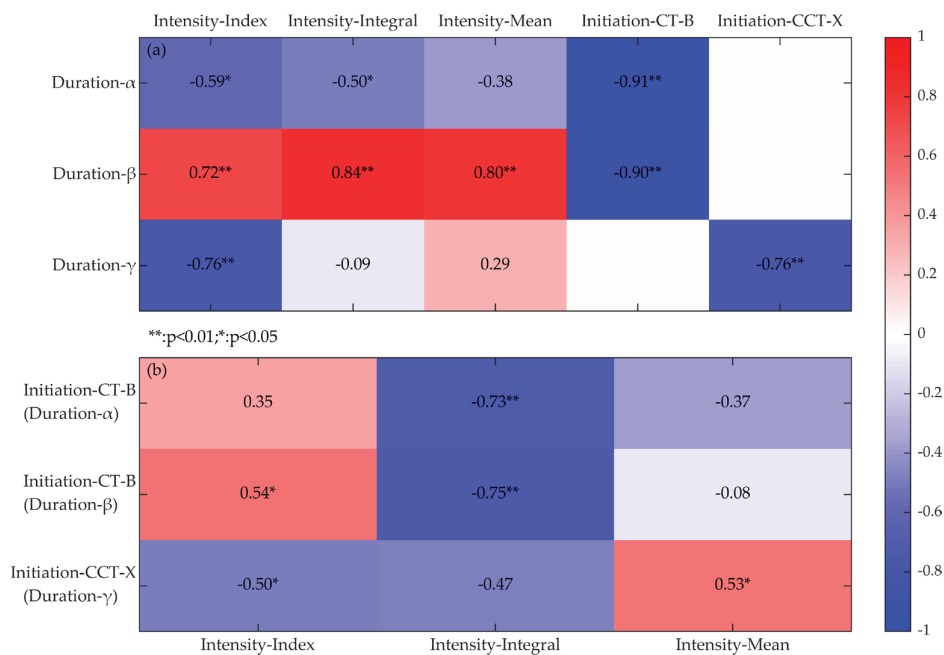 Intensity-Index Intensity-Integral Intensity-Mean Initiation-CT-B Initiation-CCT-X
(a)
Duration-α -0.59* -0.50* -0.38 -0.91**
Duration-β 0.72** 0.84** 0.80** -0.90**
Duration-γ -0.76** -0.09 0.29 -0.76**
**:p<0.01;*:p<0.05
(b)
Initiation-CT-B
(Duration-α)
0.35 -0.73** -0.37
Initiation-CT-B
(Duration-β)
0.54* -0.75** -0.08
Initiation-CCT-X
(Duration-γ)
-0.50* -0.47 0.53*
Intensity-Index Intensity-Integral Intensity-Mean
1
0.8
0.6
0.4
0.2
0
-0.2
-0.4
-0.6
-0.8
-1